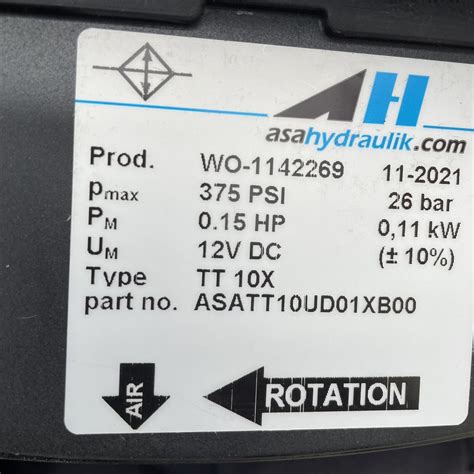 AH
asahydraulik.com
Prod. WO-1142269 11-2021
pmax 375 PSI 26 bar
PM 0.15 HP 0,11 kW
UM 12V DC (± 10%)
Type TT 10X
part no. ASATT10UD01XB00
AIR ROTATION